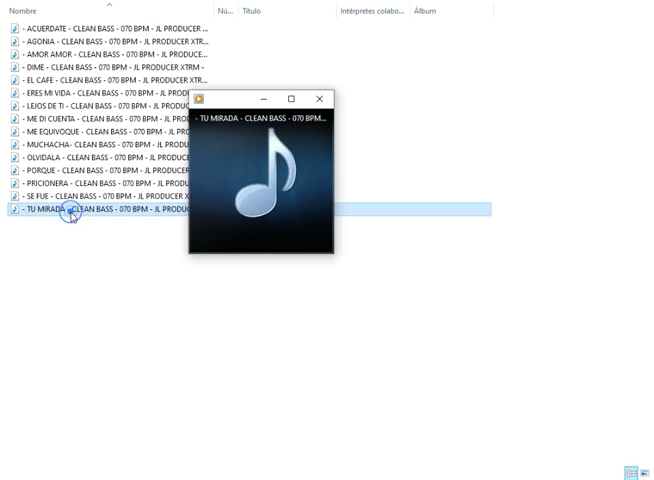 Nombre Nú... Título Intérpretes colabo... Álbum
- ACUERDATE - CLEAN BASS - 070 BPM - JL PRODUCER ...
- AGONIA - CLEAN BASS - 070 BPM - JL PRODUCER XTR...
- AMOR AMOR - CLEAN BASS - 070 BPM - JL PRODUCE...
- DIME - CLEAN BASS - 070 BPM - JL PRODUCER XTRM -
- EL CAFE - CLEAN BASS - 070 BPM - JL PRODUCER XTR...
- ERES MI VIDA - CLEAN BASS - 070 BPM - JL PROD
- LEJOS DE TI - CLEAN BASS - 070 BPM - JL PRODUC
- ME DI CUENTA - CLEAN BASS - 070 BPM - JL PRO
- ME EQUIVOQUE - CLEAN BASS - 070 BPM - JL PRO
- MUCHACHA- CLEAN BASS - 070 BPM - JL PRODU
- OLVIDALA - CLEAN BASS - 070 BPM - JL PRODU
- PORQUE - CLEAN BASS - 070 BPM - JL PRODUCE
- PRICIONERA - CLEAN BASS - 070 BPM - JL PROD
- SE FUE - CLEAN BASS - 070 BPM - JL PRODUCER X
- TU MIRADA - CLEAN BASS - 070 BPM - JL PRODU
- TU MIRADA - CLEAN BASS - 070 BPM...